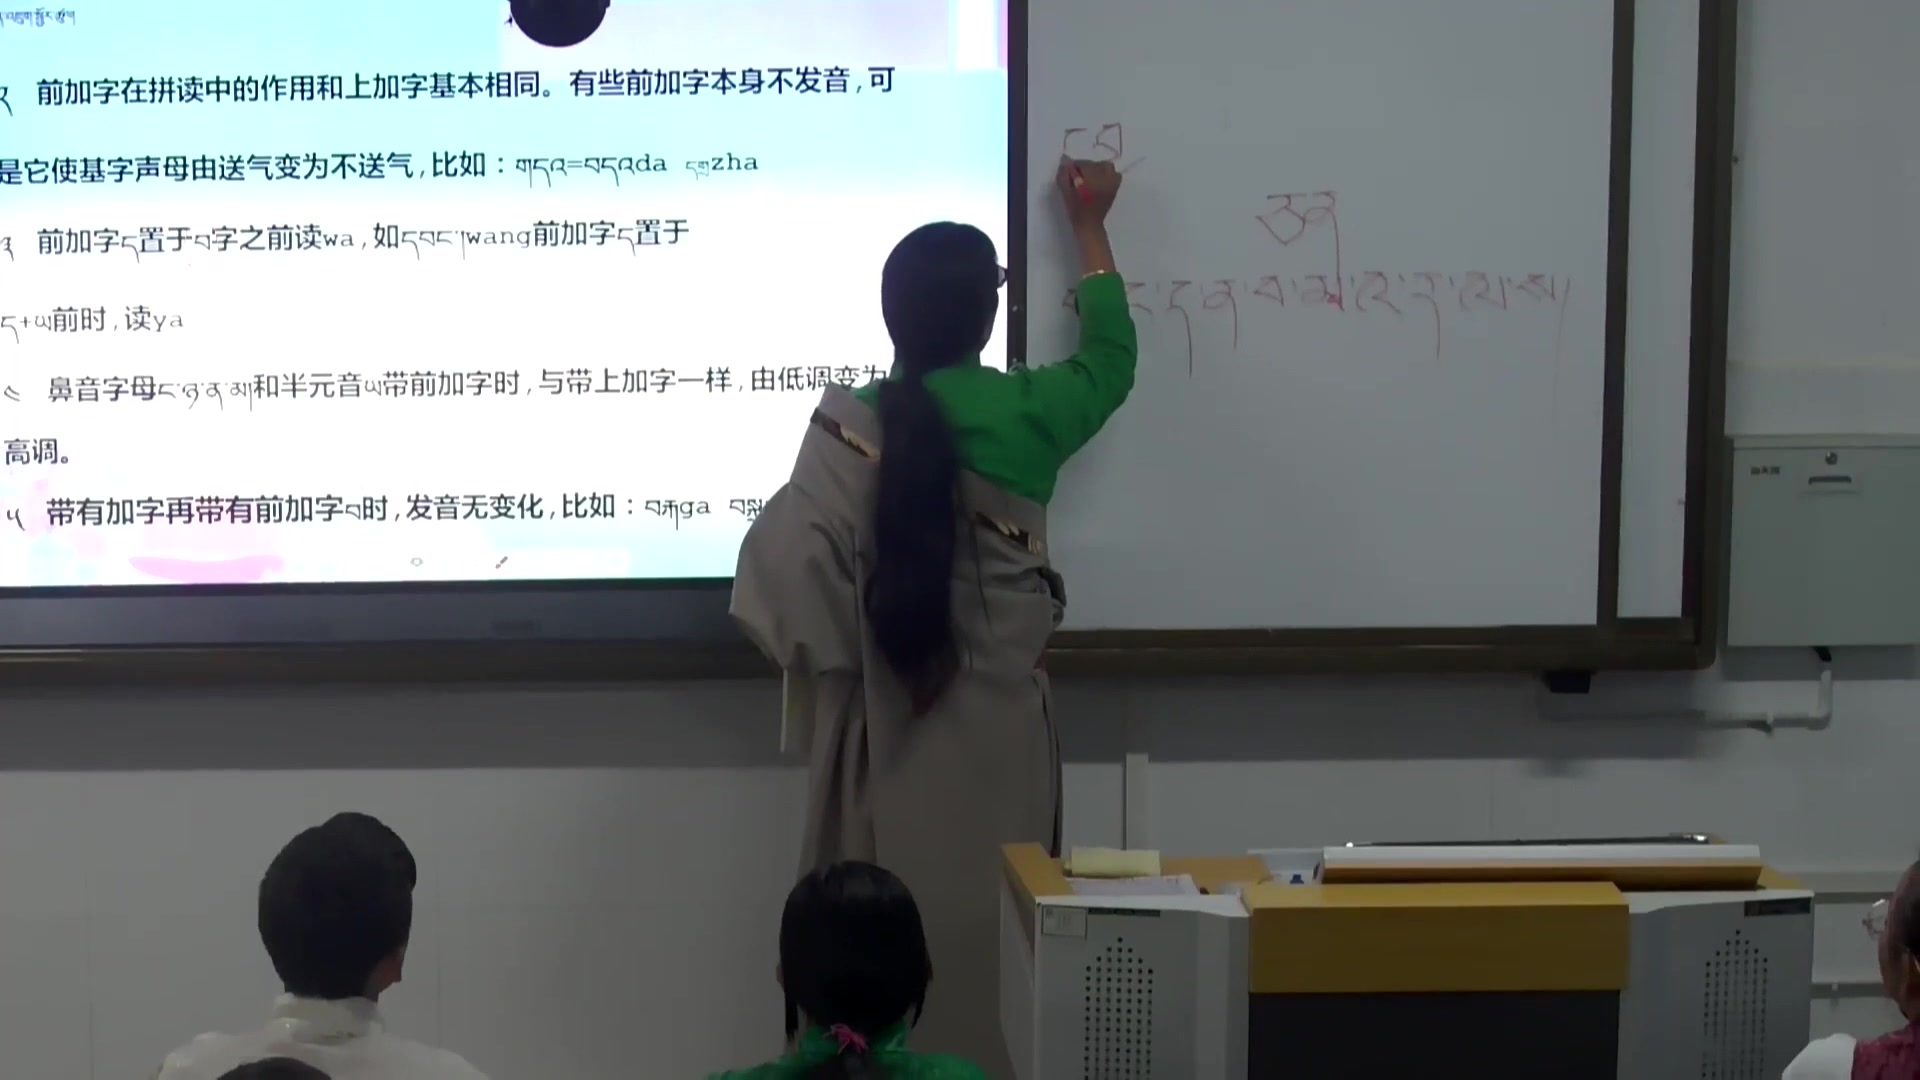 ༢ 前加字在拼读中的作用和上加字基本相同。有些前加字本身不发音,可
是它使基字声母由送气变为不送气,比如：གདའ=བདའda དགྲzha
༣ 前加字ད置于བ字之前读wa,如དབང་།wang前加字ད置于
ད+ཡ前时,读ya
༤ 鼻音字母ང་ཉ་ན་མ།和半元音ཡ带前加字时,与带上加字一样,由低调变为
高调。
༥ 带有加字再带有前加字བ时,发音无变化,比如：བརྐga
དབ
ང་ད་ན་བ་མ་འ་ར་ལ་ས།